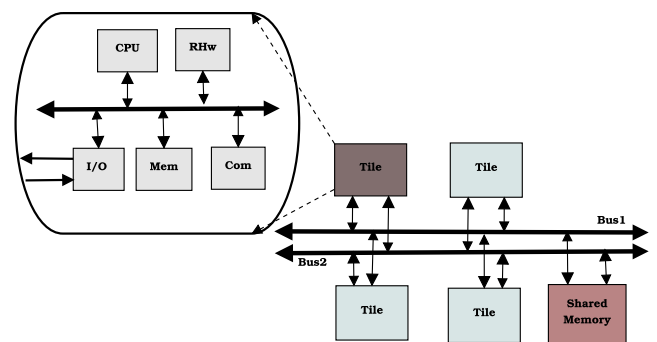 CPU
RHw
I/O
Mem
Com
Tile
Tile
Bus1
Bus2
Tile
Tile
Shared
Memory